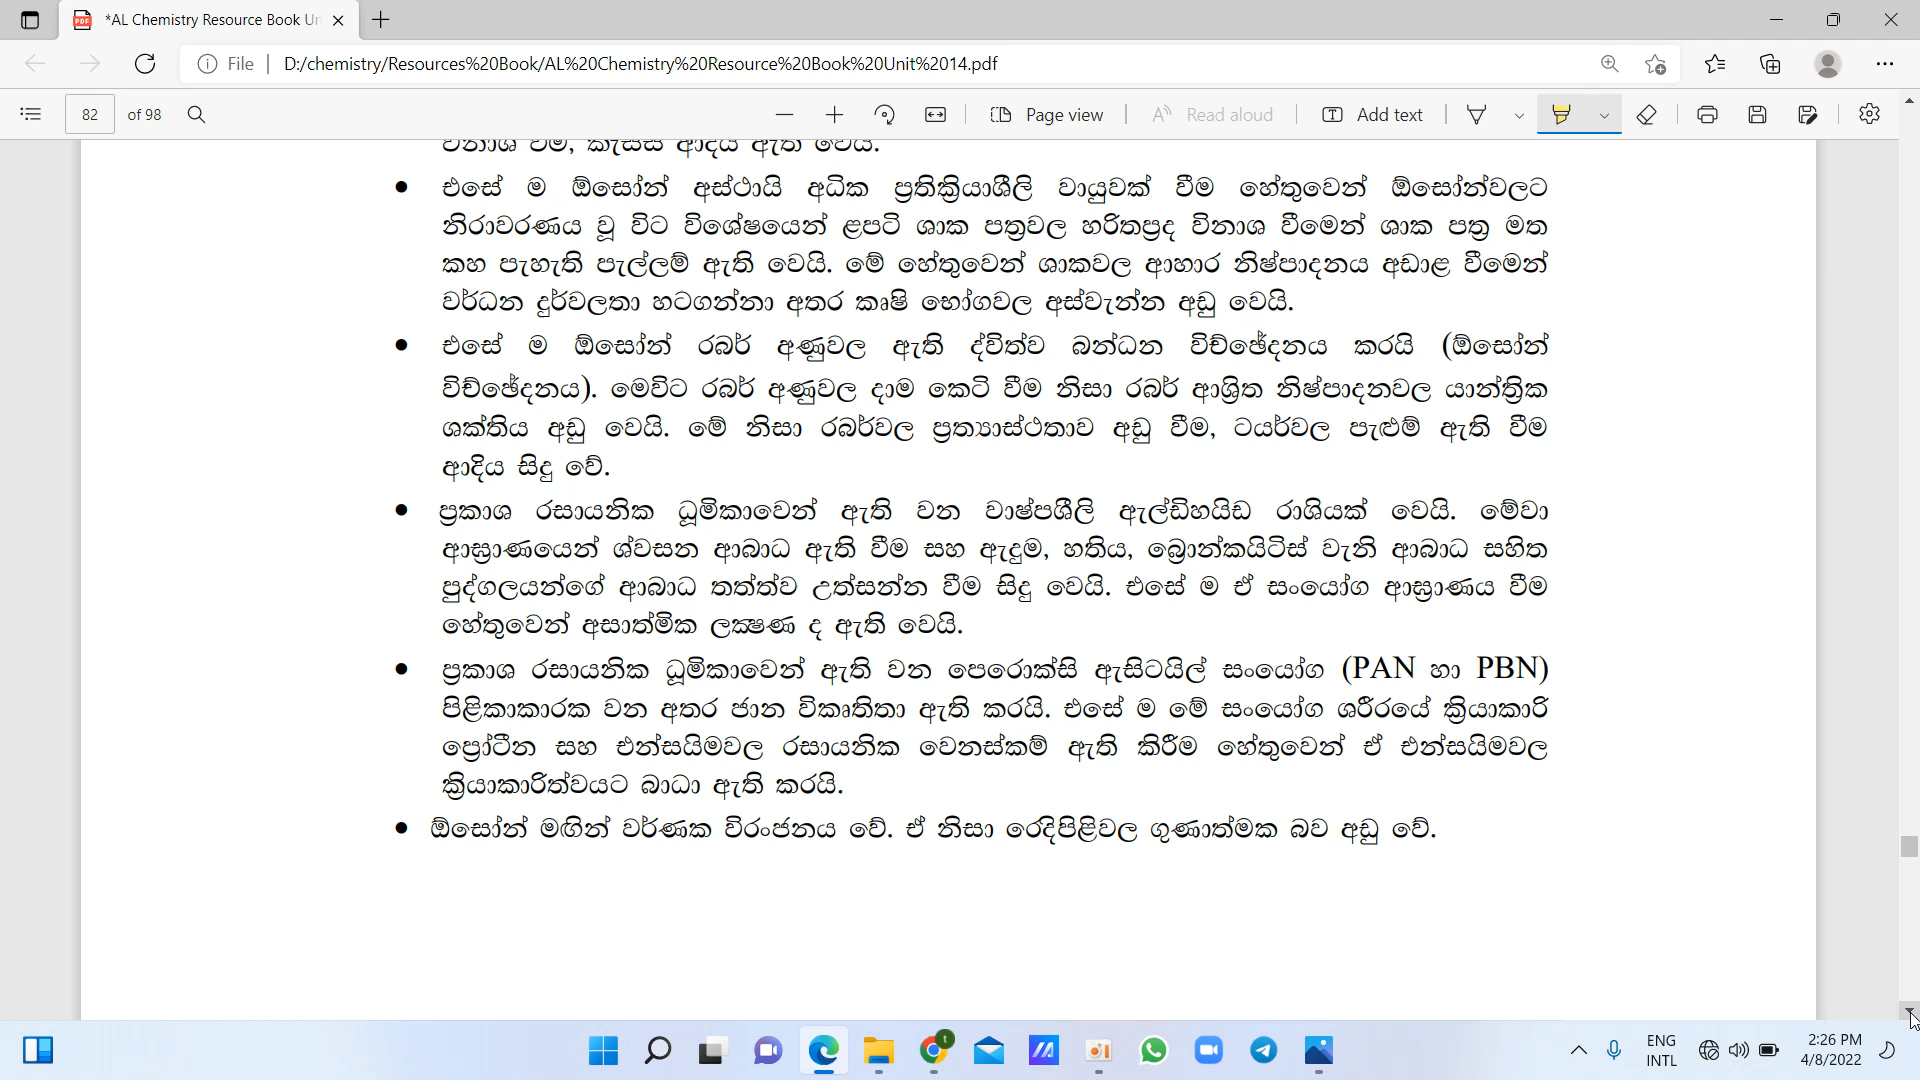 *AL Chemistry Resource Book Un
File D:/chemistry/Resources%20Book/AL%20Chemistry%20Resource%20Book%20Unit%2014.pdf
82 of 98 Page view Read aloud Add text
විනාශ වීම, කැස්ස ආදිය ඇති වෙයි.
● එසේ ම ඕසෝන් අස්ථායි අධික ප්‍රතික්‍රියාශීලි වායුවක් වීම හේතුවෙන් ඕසෝන්වලට
නිරාවරණය වූ විට විශේෂයෙන් ළපටි ශාක පත්‍රවල හරිතප්‍රද විනාශ වීමෙන් ශාක පත්‍ර මත
කහ පැහැති පැල්ලම් ඇති වෙයි. මේ හේතුවෙන් ශාකවල ආහාර නිෂ්පාදනය අඩාළ වීමෙන්
වර්ධන දුර්වලතා හටගන්නා අතර කෘෂි භෝගවල අස්වැන්න අඩු වෙයි.
● එසේ ම ඕසෝන් රබර් අණුවල ඇති ද්විත්ව බන්ධන විච්ඡේදනය කරයි (ඕසෝන්
විච්ඡේදනය). මෙවිට රබර් අණුවල දාම කෙටි වීම නිසා රබර් ආශ්‍රිත නිෂ්පාදනවල යාන්ත්‍රික
ශක්තිය අඩු වෙයි. මේ නිසා රබර්වල ප්‍රත්‍යාස්ථතාව අඩු වීම, ටයර්වල පැළුම් ඇති වීම
ආදිය සිදු වේ.
● ප්‍රකාශ රසායනික ධූමිකාවෙන් ඇති වන වාෂ්පශීලි ඇල්ඩිහයිඩ රාශියක් වෙයි. මේවා
ආඝ්‍රාණයෙන් ශ්වසන ආබාධ ඇති වීම සහ ඇදුම, හතිය, බ්‍රොන්කයිටිස් වැනි ආබාධ සහිත
පුද්ගලයන්ගේ ආබාධ තත්ත්ව උත්සන්න වීම සිදු වෙයි. එසේ ම ඒ සංයෝග ආඝ්‍රාණය වීම
හේතුවෙන් අසාත්මික ලක්‍ෂණ ද ඇති වෙයි.
● ප්‍රකාශ රසායනික ධූමිකාවෙන් ඇති වන පෙරොක්සි ඇසිටයිල් සංයෝග (PAN හා PBN)
පිළිකාකාරක වන අතර ජාන විකෘතිතා ඇති කරයි. එසේ ම මේ සංයෝග ශරීරයේ ක්‍රියාකාරි
ප්‍රෝටීන සහ එන්සයිමවල රසායනික වෙනස්කම් ඇති කිරීම හේතුවෙන් ඒ එන්සයිමවල
ක්‍රියාකාරිත්වයට බාධා ඇති කරයි.
● ඕසෝන් මඟින් වර්ණක විරංජනය වේ. ඒ නිසා රෙදිපිළිවල ගුණාත්මක බව අඩු වේ.
ENG 2:26 PM
INTL 4/8/2022